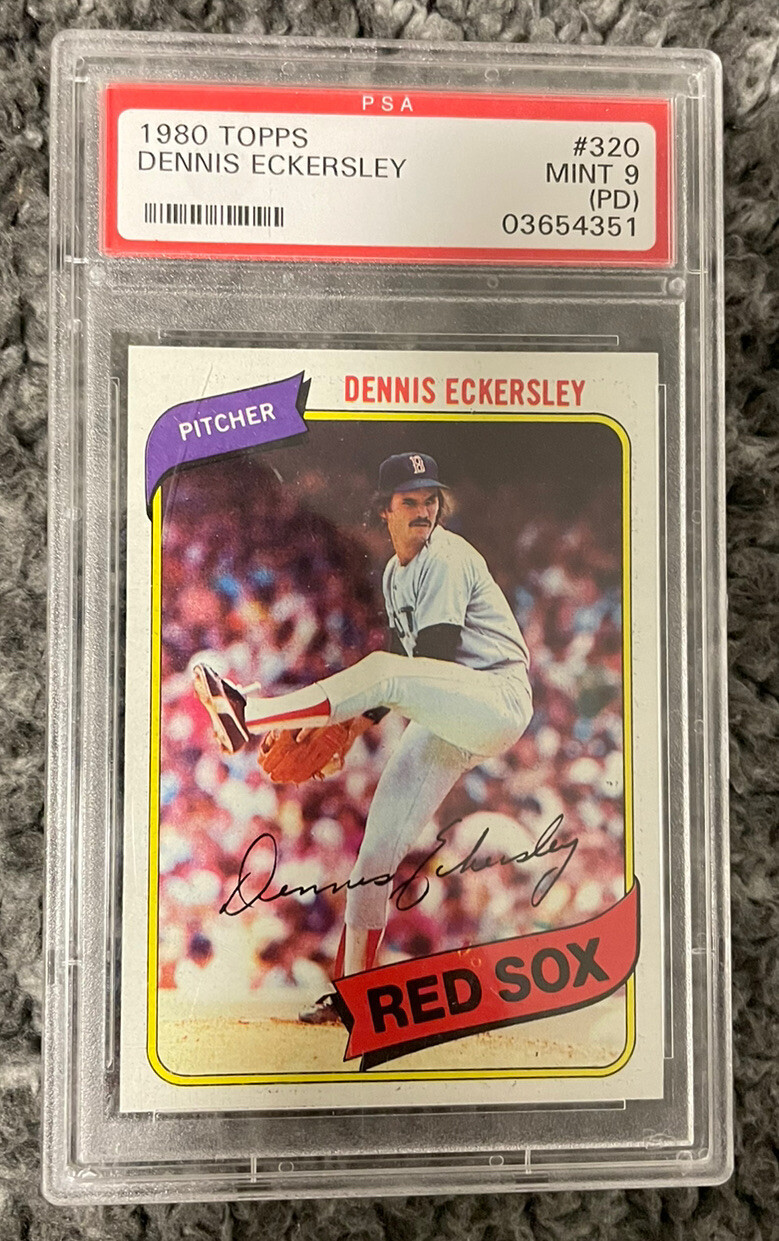 PSA
1980 TOPPS #320
DENNIS ECKERSLEY MINT 9
(PD)
03654351
DENNIS ECKERSLEY
PITCHER
B
Dennis Eckersley
RED SOX